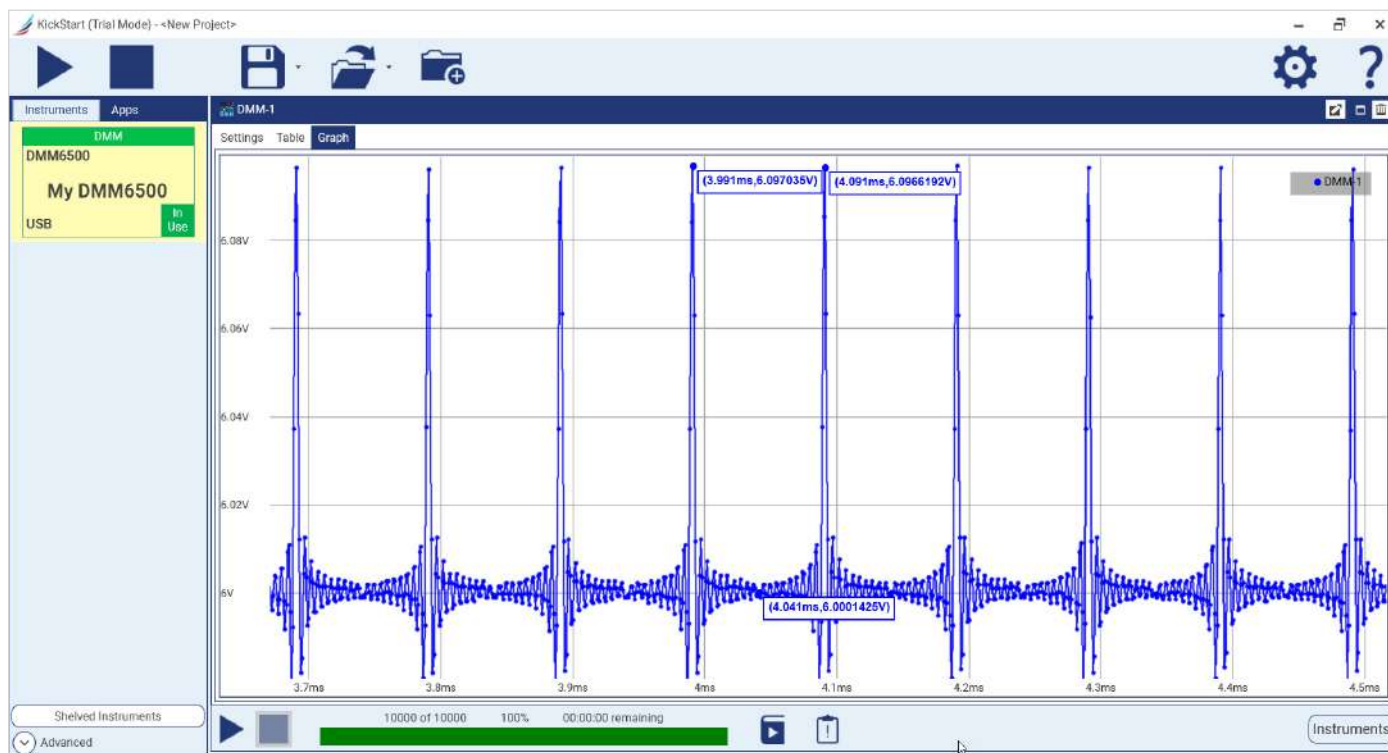 KickStart (Trial Mode) - <New Project>
Instruments Apps
DMM
DMM6500
My DMM6500
USB
In
Use
DMM-1
Settings Table Graph
(3.991ms,6.097035V) (4.091ms,6.0966192V)
DMM-1
6.08V
6.06V
6.04V
6.02V
6V
(4.041ms,6.0001425V)
3.7ms 3.8ms 3.9ms 4ms 4.1ms 4.2ms 4.3ms 4.4ms 4.5ms
Shelved Instruments
Advanced
10000 of 10000 100% 00:00:00 remaining
Instruments